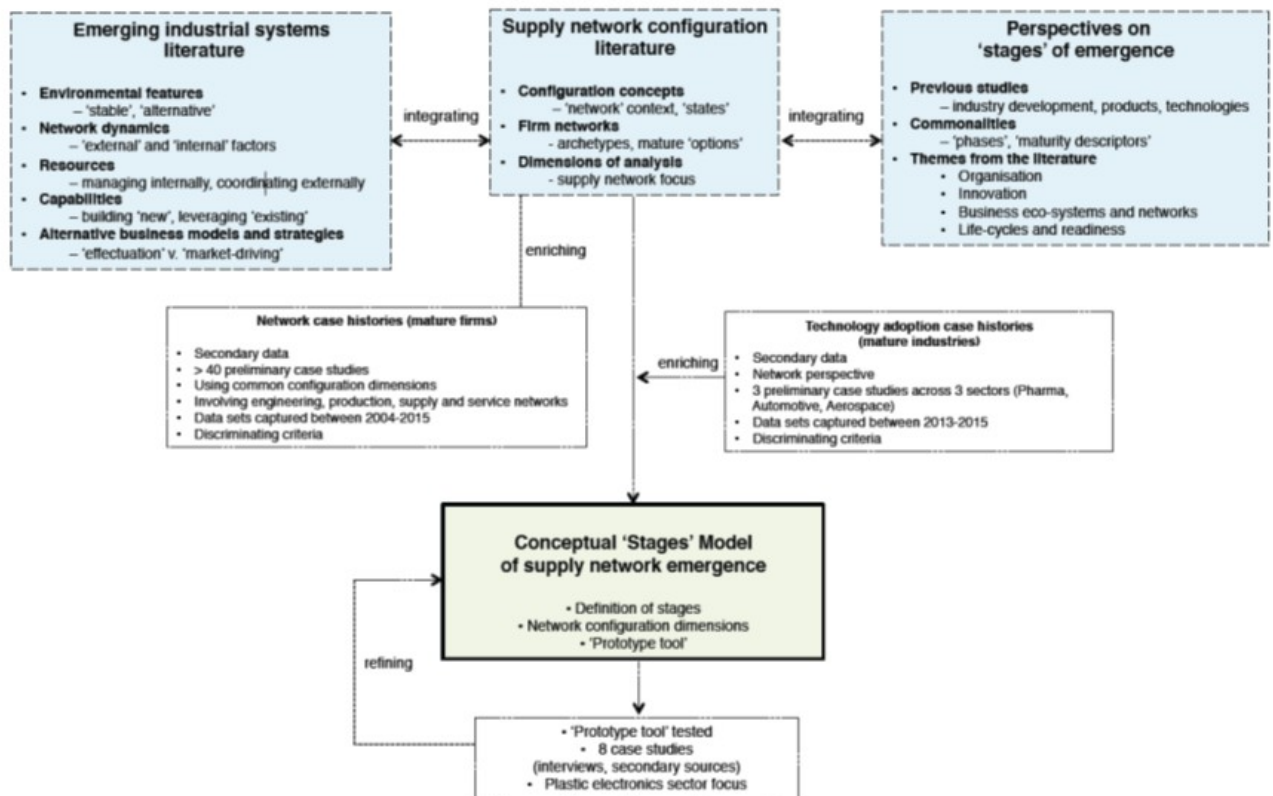 Emerging industrial systems
literature
• Environmental features
– ‘stable’, ‘alternative’
• Network dynamics
– ‘external’ and ‘internal’ factors
• Resources
– managing internally, coordinating externally
• Capabilities
– building ‘new’, leveraging ‘existing’
• Alternative business models and strategies
– ‘effectuation’ v. ‘market-driving’
integrating
Supply network configuration
literature
• Configuration concepts
– ‘network’ context, ‘states’
• Firm networks
- archetypes, mature ‘options’
• Dimensions of analysis
- supply network focus
integrating
Perspectives on
‘stages’ of emergence
• Previous studies
– industry development, products, technologies
• Commonalities
– ‘phases’, ‘maturity descriptors’
• Themes from the literature
• Organisation
• Innovation
• Business eco-systems and networks
• Life-cycles and readiness
enriching
Network case histories (mature firms)
• Secondary data
• > 40 preliminary case studies
• Using common configuration dimensions
• Involving engineering, production, supply and service networks
• Data sets captured between 2004-2015
• Discriminating criteria
enriching
Technology adoption case histories
(mature industries)
• Secondary data
• Network perspective
• 3 preliminary case studies across 3 sectors (Pharma,
Automotive, Aerospace)
• Data sets captured between 2013-2015
• Discriminating criteria
Conceptual ‘Stages’ Model
of supply network emergence
• Definition of stages
• Network configuration dimensions
• ‘Prototype tool’
refining
• ‘Prototype tool’ tested
• 8 case studies
(interviews, secondary sources)
• Plastic electronics sector focus